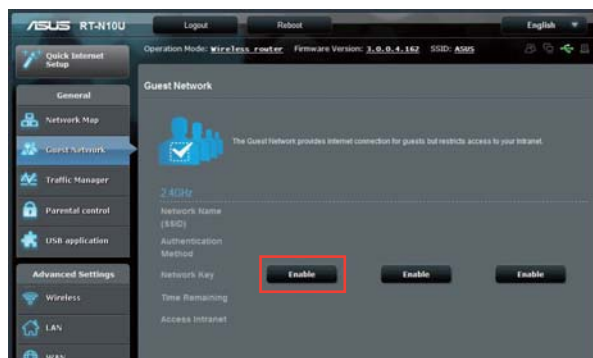 ASUS RT-N10U
Logout
Reboot
English
Quick Internet
Setup
Operation Mode: Wireless router Firmware Version: 3.0.0.4.162 SSID: ASUS
General
Network Map
Guest Network
Traffic Manager
Parental control
USB application
Advanced Settings
Wireless
LAN
WAN
Guest Network
The Guest Network provides Internet connection for guests but restricts access to your Intranet.
2.4GHz
Network Name
(SSID)
Authentication
Method
Network Key
Enable
Enable
Enable
Time Remaining
Access Intranet